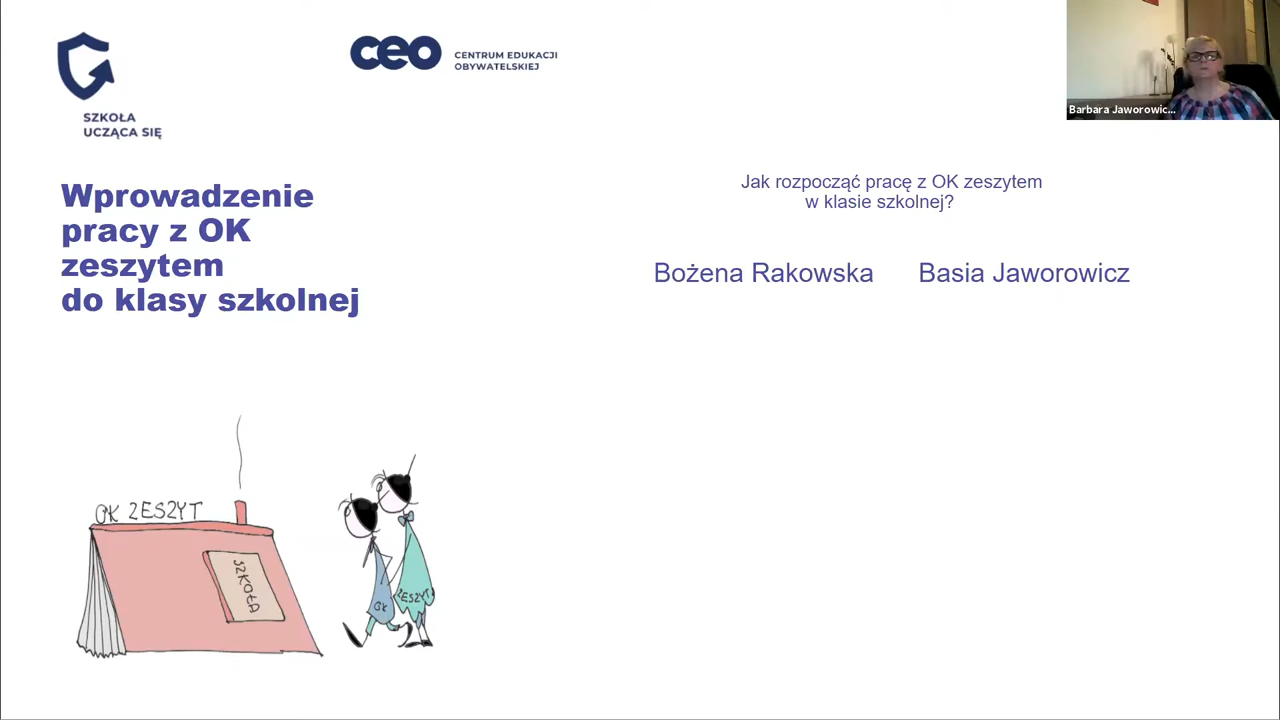 SZKOŁA
UCZĄCA SIĘ
ceo
CENTRUM EDUKACJI
OBYWATELSKIEJ
Barbara Jaworowic...
Wprowadzenie
pracy z OK
zeszytem
do klasy szkolnej
Jak rozpocząć pracę z OK zeszytem
w klasie szkolnej?
Bożena Rakowska Basia Jaworowicz
OK ZESZYT
SZKOŁA
OK
ZESZYT